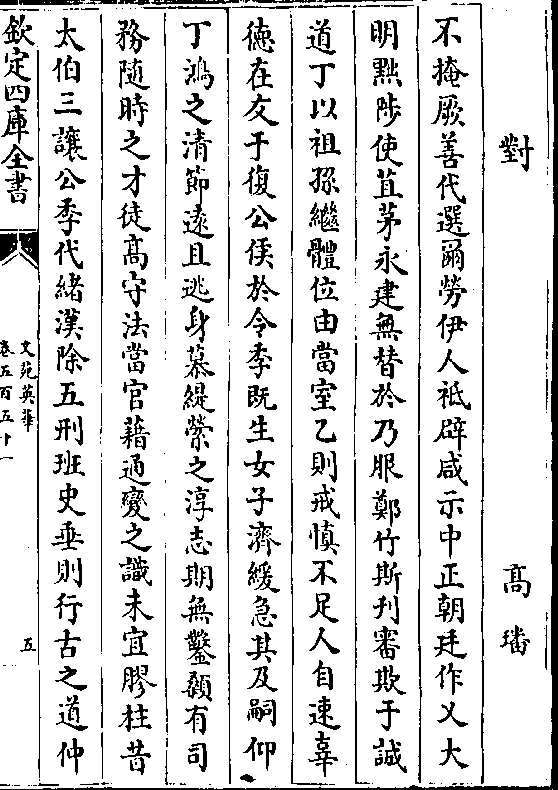 對　高璠
不掩厥善代選爾勞伊人祗辟咸示中正朝廷作乂大
明黜陟使苴茅永建無替於乃服鄭竹斯刋審欺于誠
道丁以祖孫繼體位由當室乙則戒慎不足人自速辜
徳在友于復公侯於令季既生女子濟緩急其及嗣仰
丁鴻之清節逺且逃身慕緹縈之淳志期無鑿顙有司
務随時之才徒髙守法當官藉通變之識未宜膠柱昔
太伯三讓公季代緒漢除五刑班史垂則行古之道仲
欽定四庫全書
文苑英華
卷五百五十一
五